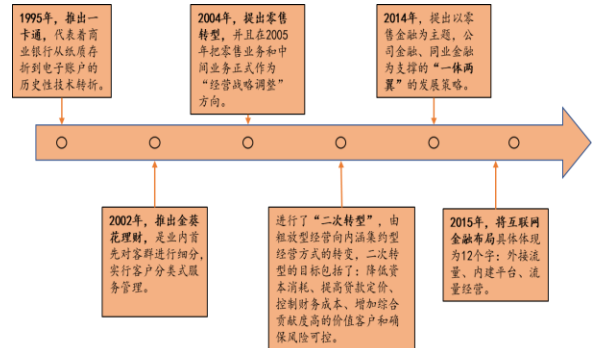 1995年，推出一
卡通，代表着商
业银行从纸质存
折到电子账户的
历史性技术转折。
2004年，提出零售
转型，并且在2005
年把零售业务和中
间业务正式作为
“经营战略调整”
方向。
2014年，提出以零
售金融为主题，公
司金融、同业金融
为支撑的“一体两
翼”的发展策略。
2002年，推出金葵
花理财，是业内首
先对客群进行细分，
实行客户分类式服
务管理。
进行了“二次转型”，由
粗放型经营向内涵集约型
经营方式的转变，二次转
型的目标包括了：降低资
本消耗、提高贷款定价、
控制财务成本、增加综合
贡献度高的价值客户和确
保风险可控。
2015年，将互联网
金融布局具体体现
为12个字：外接流
量、内建平台、流
量经营。